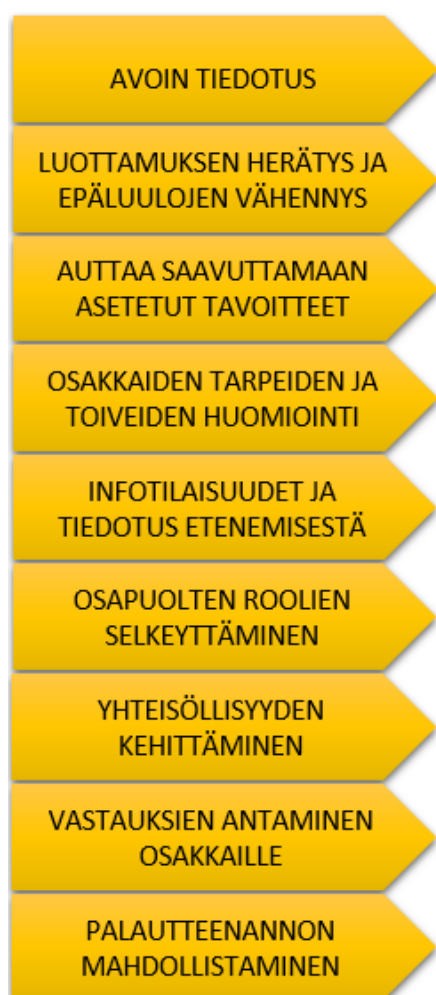 AVOIN TIEDOTUS
LUOTTAMUKSEN HERÄTYS JA
EPÄLUULOJEN VÄHENNYS
AUTTAA SAAVUTTAMAAN
ASETETUT TAVOITTEET
OSAKKAIDEN TARPEIDEN JA
TOIVEIDEN HUOMIOINTI
INFOTILAISUUDET JA
TIEDOTUS ETENEMISESTÄ
OSAPUOLTEN ROOLIEN
SELKEYTTÄMINEN
YHTEISÖLLISYYDEN
KEHITTÄMINEN
VASTAUKSIEN ANTAMINEN
OSAKKAILLE
PALAUTTEENANNON
MAHDOLLISTAMINEN